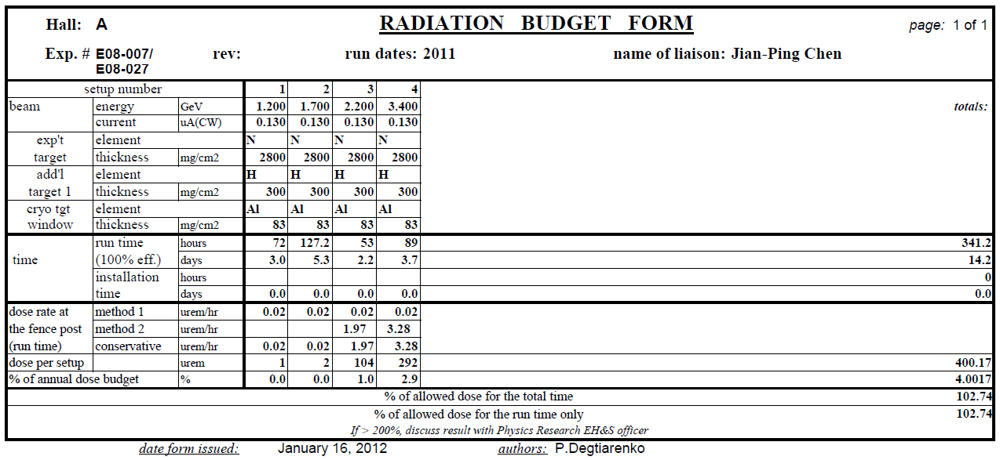 Hall: A RADIATION BUDGET FORM page: 1 of 1
Exp. # E08-007/ rev: run dates: 2011 name of liaison: Jian-Ping Chen
E08-027
setup number 1 2 3 4
beam energy GeV 1.200 1.700 2.200 3.400 totals:
current uA(CW) 0.130 0.130 0.130 0.130
exp't element N N N N
target thickness mg/cm2 2800 2800 2800 2800
add'l element H H H H
target 1 thickness mg/cm2 300 300 300 300
cryo tgt element Al Al Al Al
window thickness mg/cm2 83 83 83 83
run time hours 72 127.2 53 89 341.2
time (100% eff.) days 3.0 5.3 2.2 3.7 14.2
installation hours 0
time days 0.0 0.0 0.0 0.0 0.0
dose rate at method 1 urem/hr 0.02 0.02 0.02 0.02
the fence post method 2 urem/hr 1.97 3.28
(run time) conservative urem/hr 0.02 0.02 1.97 3.28
dose per setup urem 1 2 104 292 400.17
% of annual dose budget % 0.0 0.0 1.0 2.9 4.0017
% of allowed dose for the total time 102.74
% of allowed dose for the run time only 102.74
If > 200%, discuss result with Physics Research EH&S officer
date form issued: January 16, 2012 authors: P.Degtiarenko